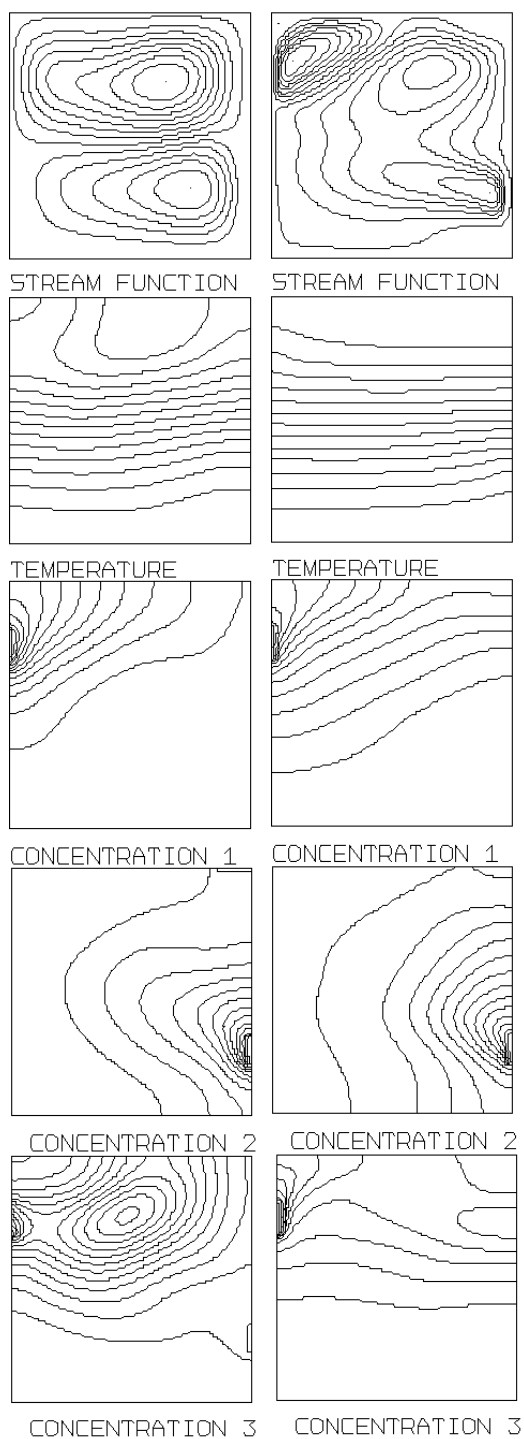 STREAM FUNCTION
STREAM FUNCTION
TEMPERATURE
TEMPERATURE
CONCENTRATION 1
CONCENTRATION 1
CONCENTRATION 2
CONCENTRATION 2
CONCENTRATION 3
CONCENTRATION 3